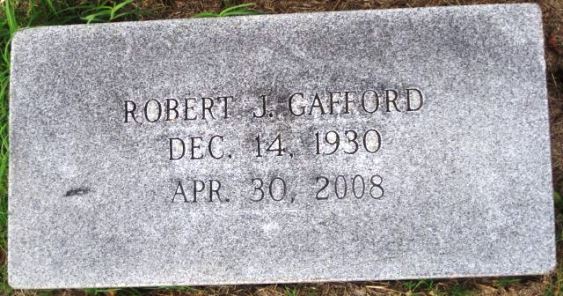 ROBERT J. GAFFORD
DEC. 14, 1930
APR. 30, 2008